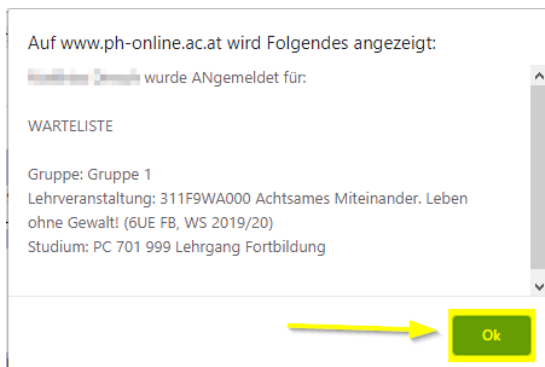 Auf www.ph-online.ac.at wird Folgendes angezeigt:
wurde ANgemeldet für:
WARTELISTE
Gruppe: Gruppe 1
Lehrveranstaltung: 311F9WA000 Achtsames Miteinander. Leben
ohne Gewalt! (6UE FB, WS 2019/20)
Studium: PC 701 999 Lehrgang Fortbildung
Ok